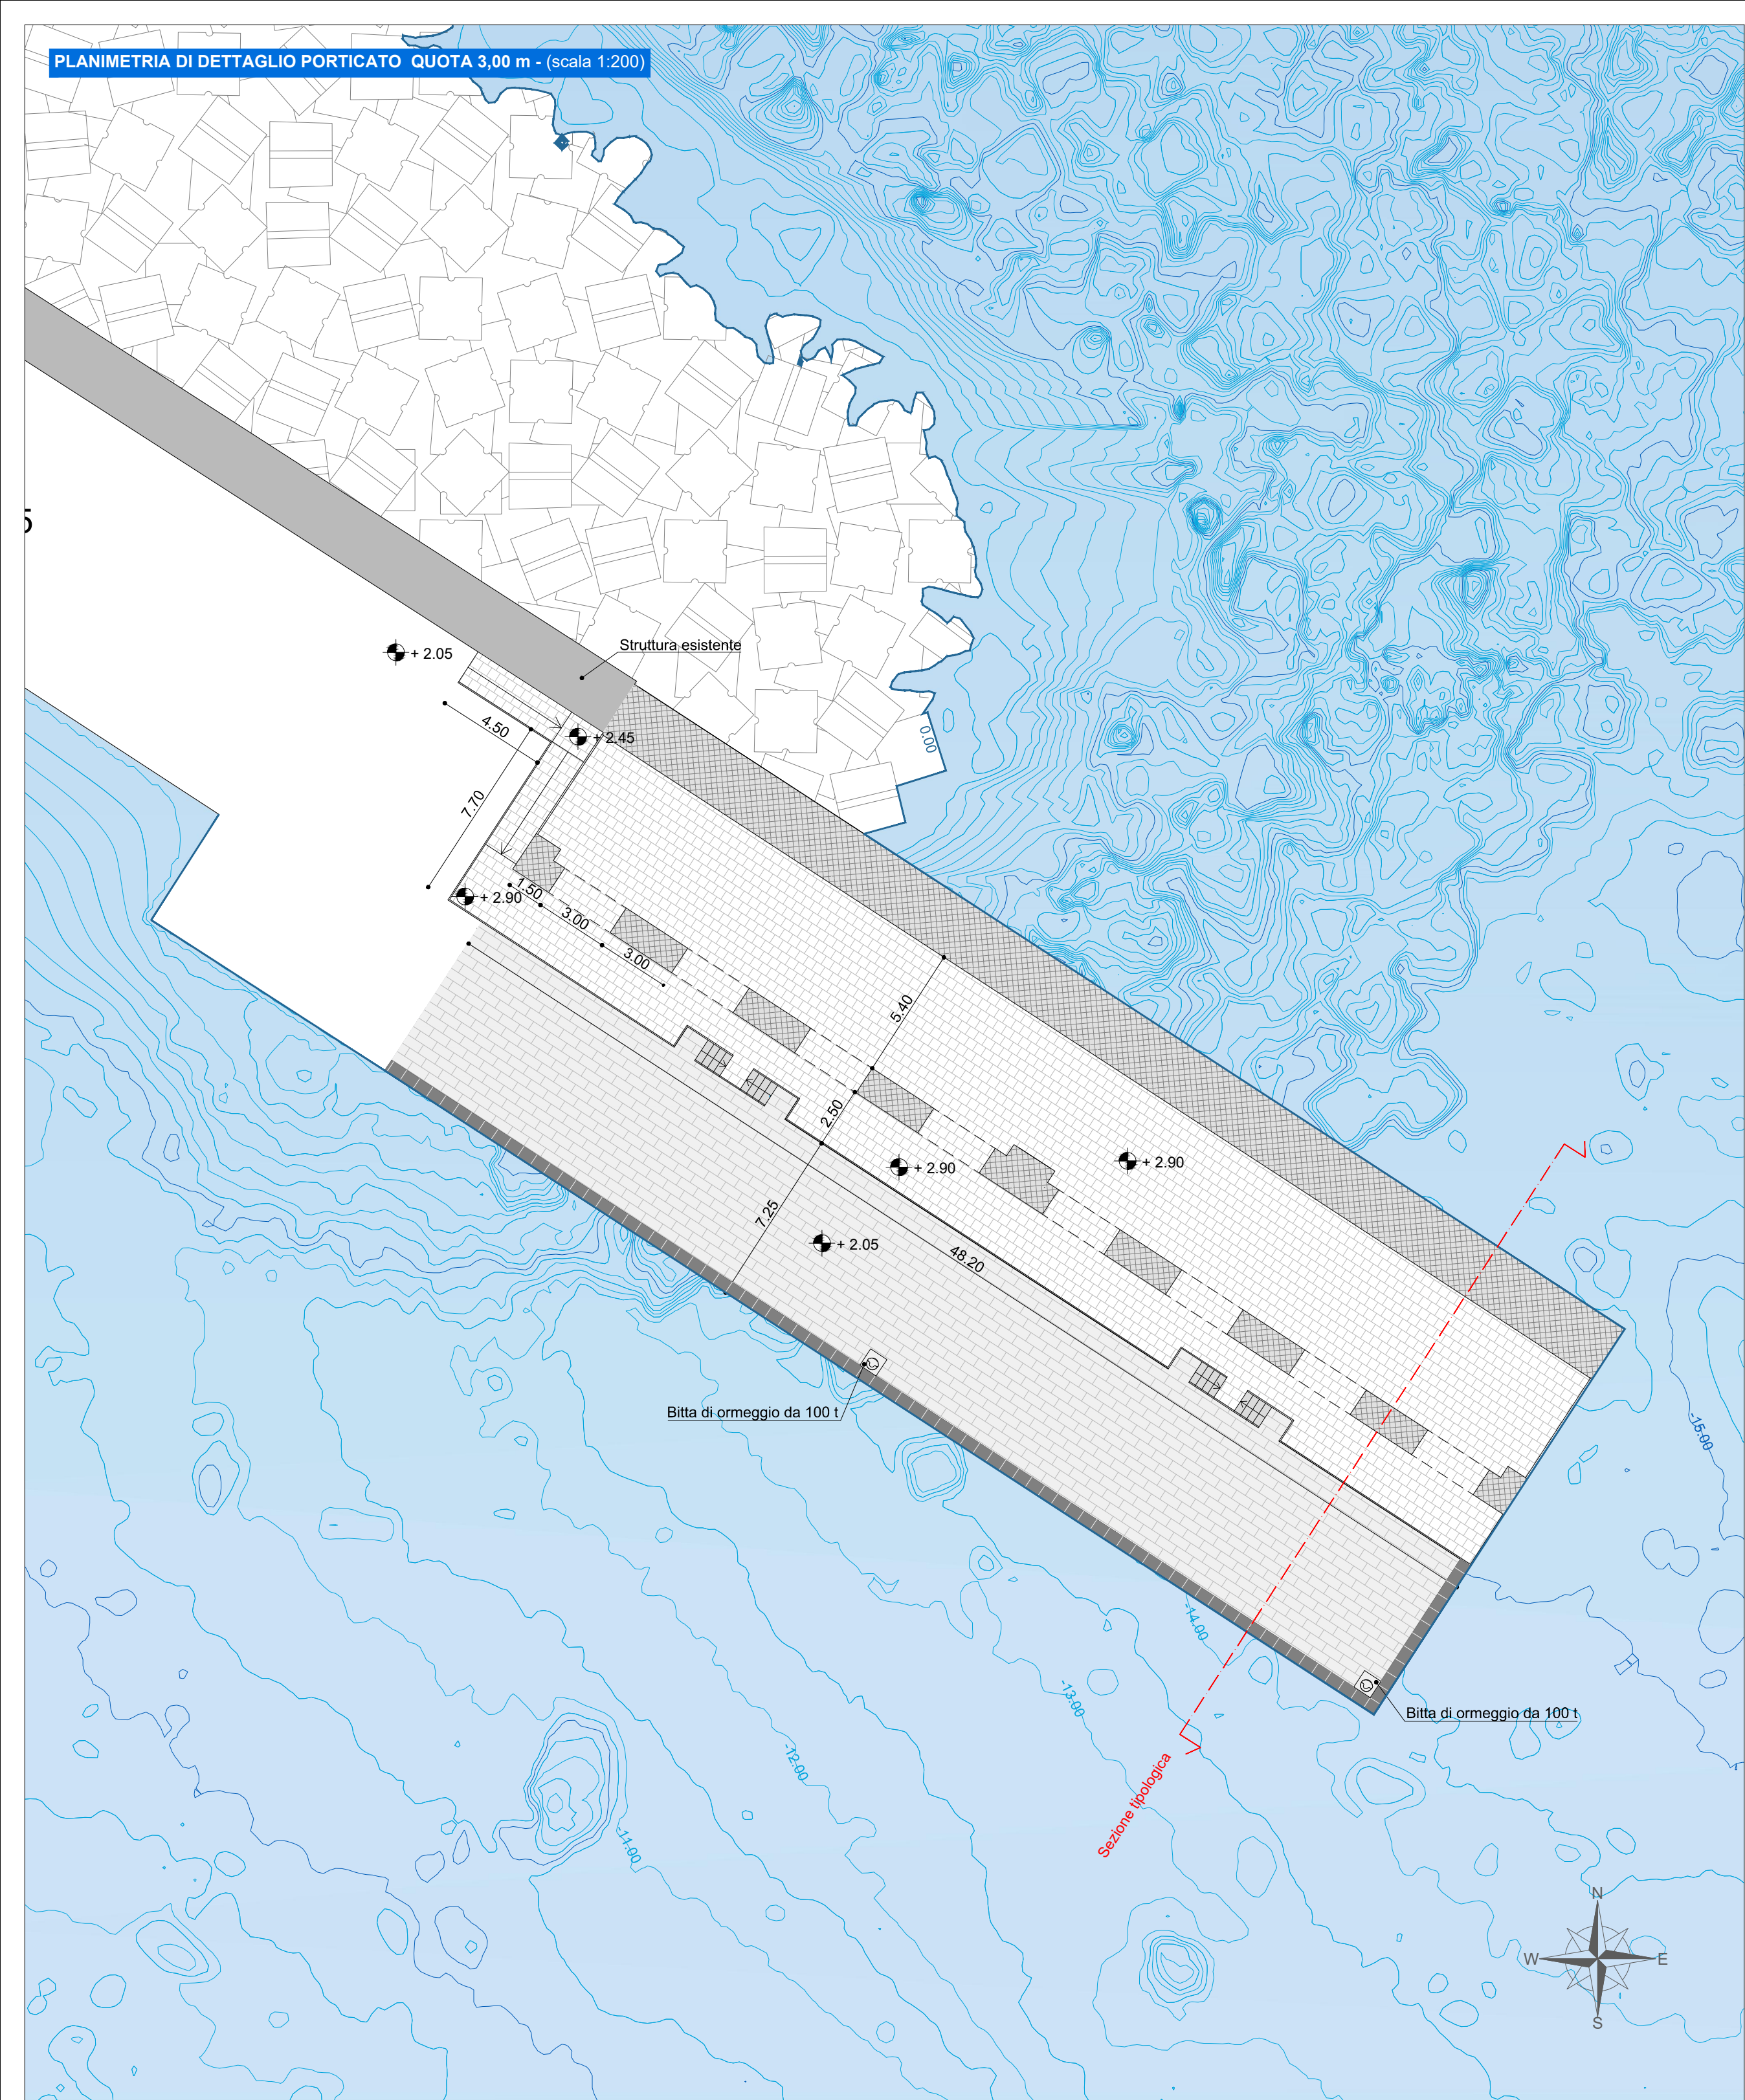 PLANIMETRIA DI DETTAGLIO PORTICATO QUOTA 3,00 m - (scala 1:200)
5
Struttura esistente
+ 2.05
4.50
+ 2.45
0.00
7.70
1.50
+ 2.90
3.00
3.00
5.40
2.50
+ 2.90
+ 2.90
7.25
+ 2.05
48.20
Bitta di ormeggio da 100 t
-15.00
-14.00
-13.00
Bitta di ormeggio da 100 t
-12.00
Sezione tipologica
-11.00
N
W
E
S